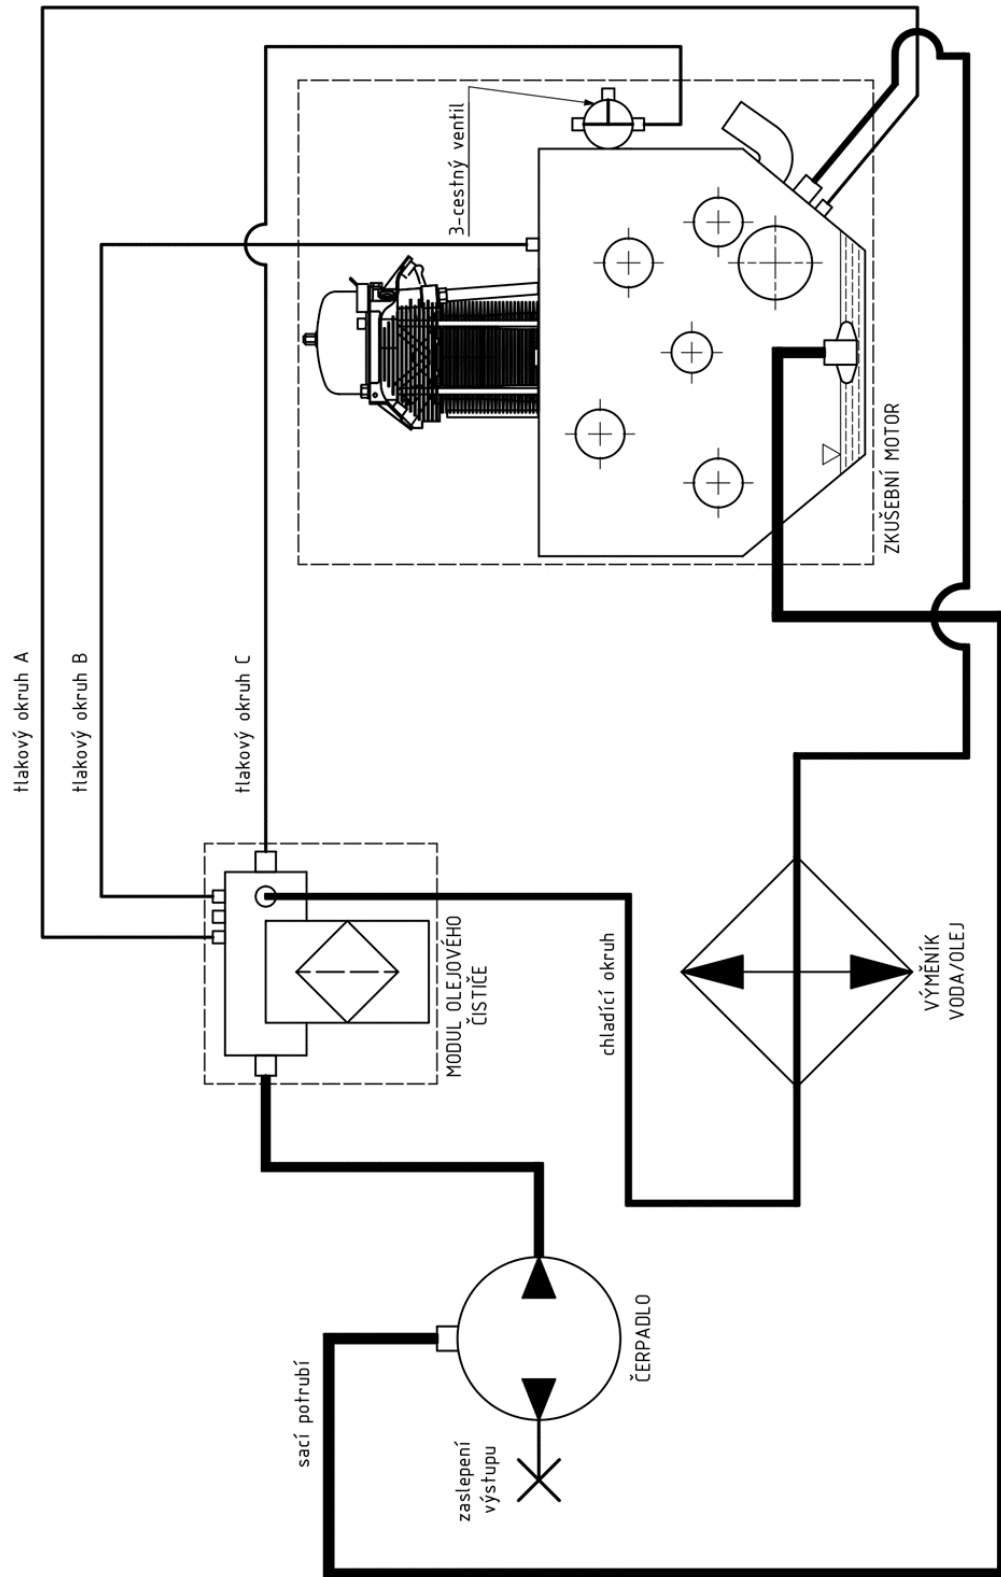 tlakový okruh A
tlakový okruh B
tlakový okruh C
3-cestný ventil
ZKUŠEBNÍ MOTOR
MODUL OLEJOVÉHO
ČISTIČE
chladící okruh
VÝMĚNÍK
VODA/OLEJ
sací potrubí
zaslepení
výstupu
ČERPADLO